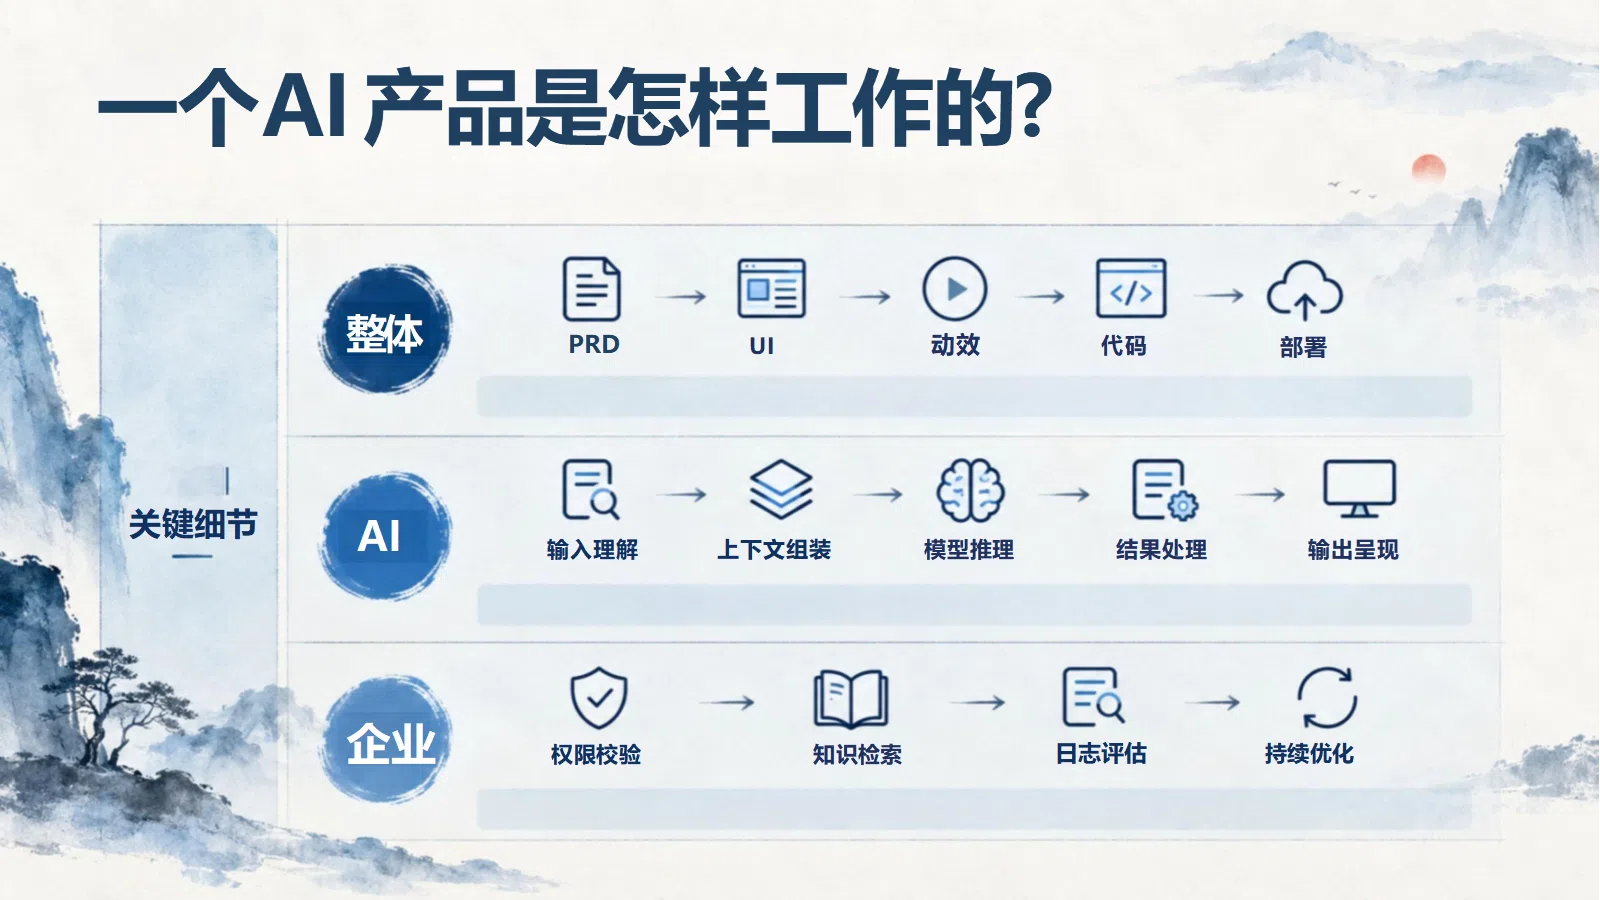 一个AI产品是怎样工作的?
关键细节
整体
PRD
UI
动效
代码
部署
AI
输入理解
上下文组装
模型推理
结果处理
输出呈现
企业
权限校验
知识检索
日志评估
持续优化